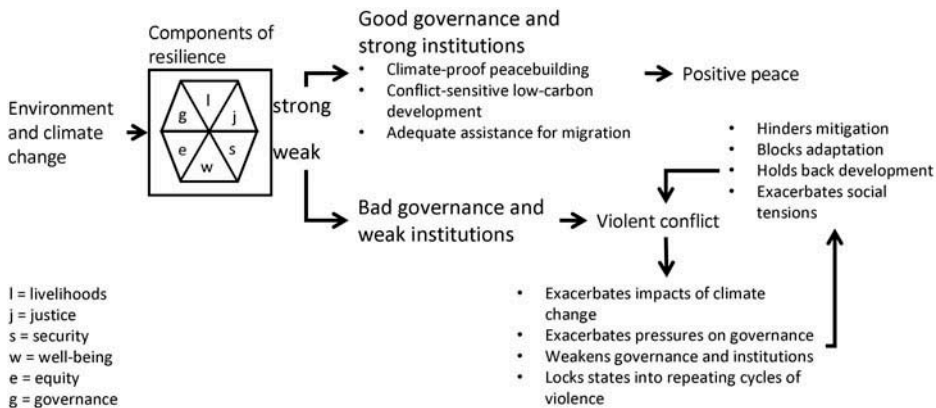 Environment
and climate
change
Components of
resilience
l
g
j
e
s
w
strong
weak
Good governance and
strong institutions
• Climate-proof peacebuilding
• Conflict-sensitive low-carbon
development
• Adequate assistance for migration
Positive peace
Bad governance and
weak institutions
Violent conflict
• Hinders mitigation
• Blocks adaptation
• Holds back development
• Exacerbates social
tensions
• Exacerbates impacts of climate
change
• Exacerbates pressures on governance
• Weakens governance and institutions
• Locks states into repeating cycles of
violence
l = livelihoods
j = justice
s = security
w = well-being
e = equity
g = governance